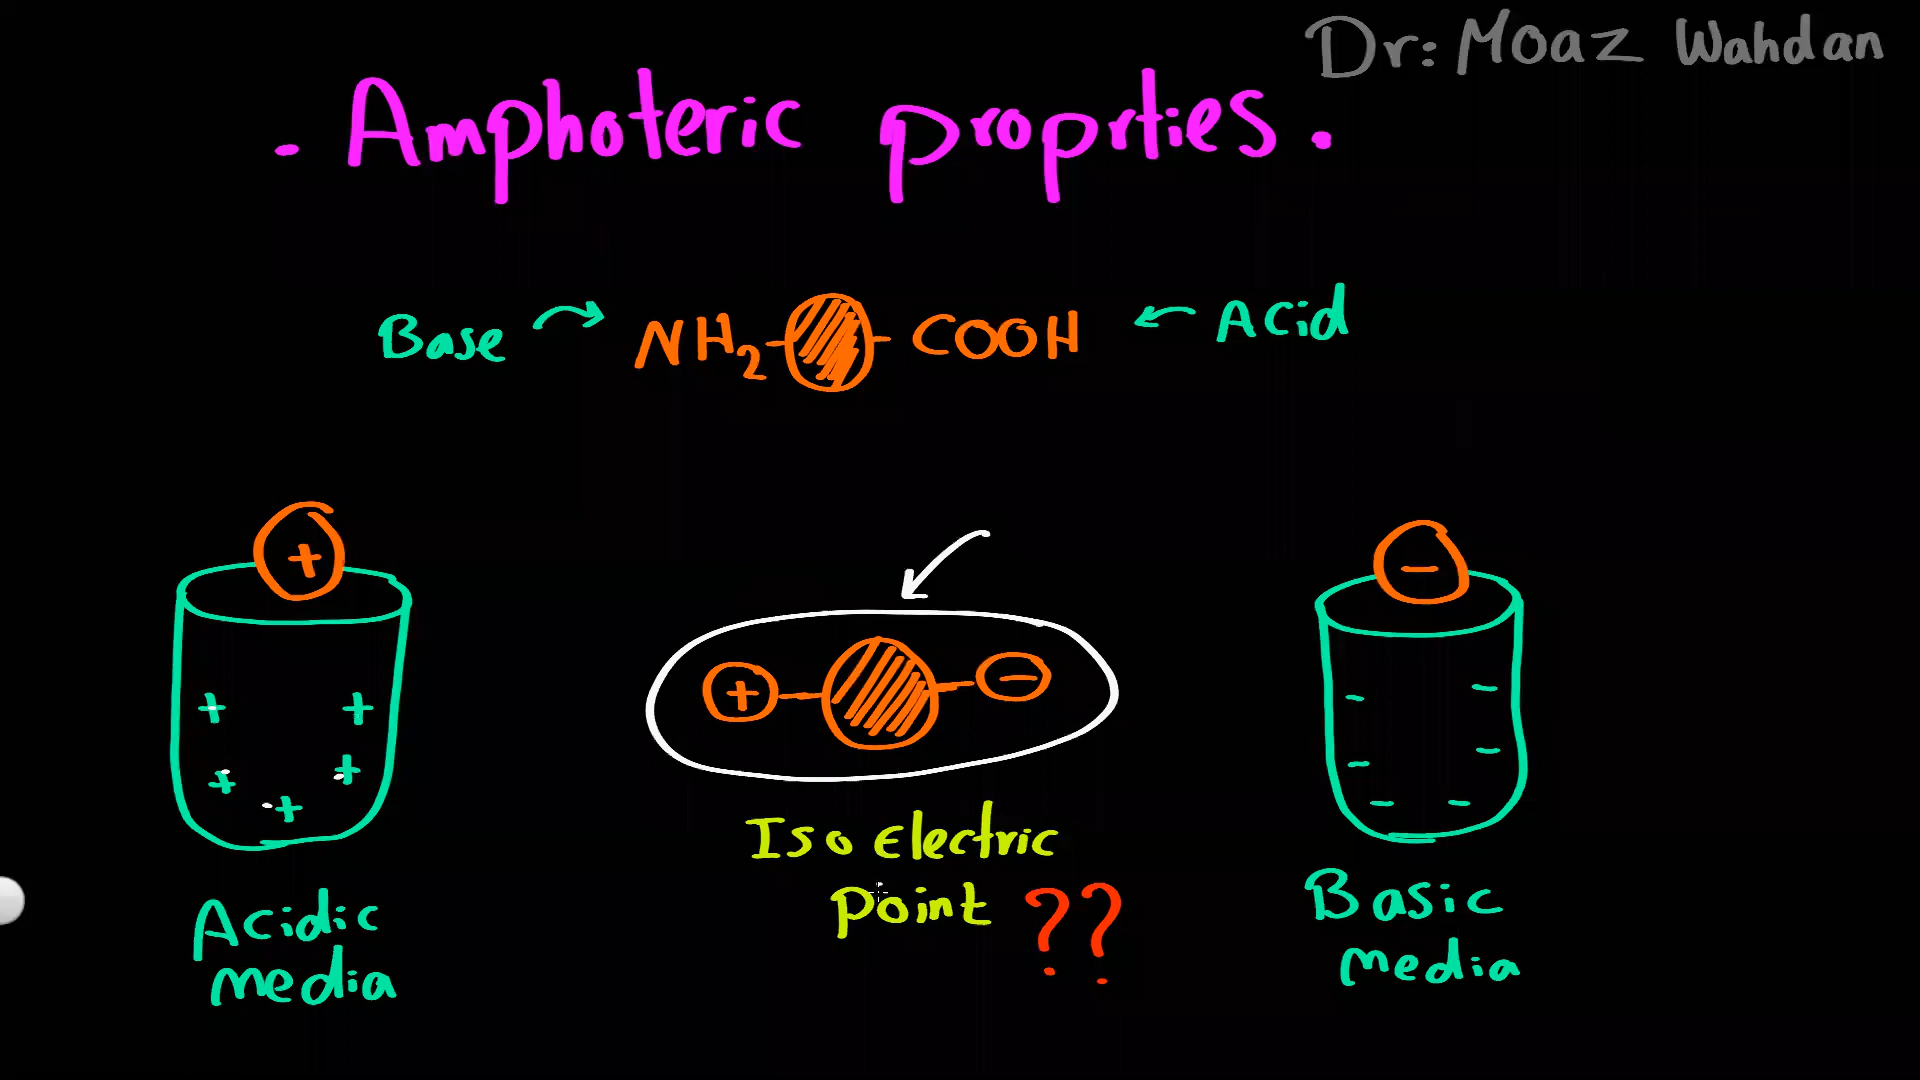 Dr: Moaz Wahdan
. Amphoteric proprties.
Base → NH2 - COOH ← Acid
+
-
+ -
+ +
+ +
+
- -
- -
- -
Iso Electric
point ??
Acidic
media
Basic
media